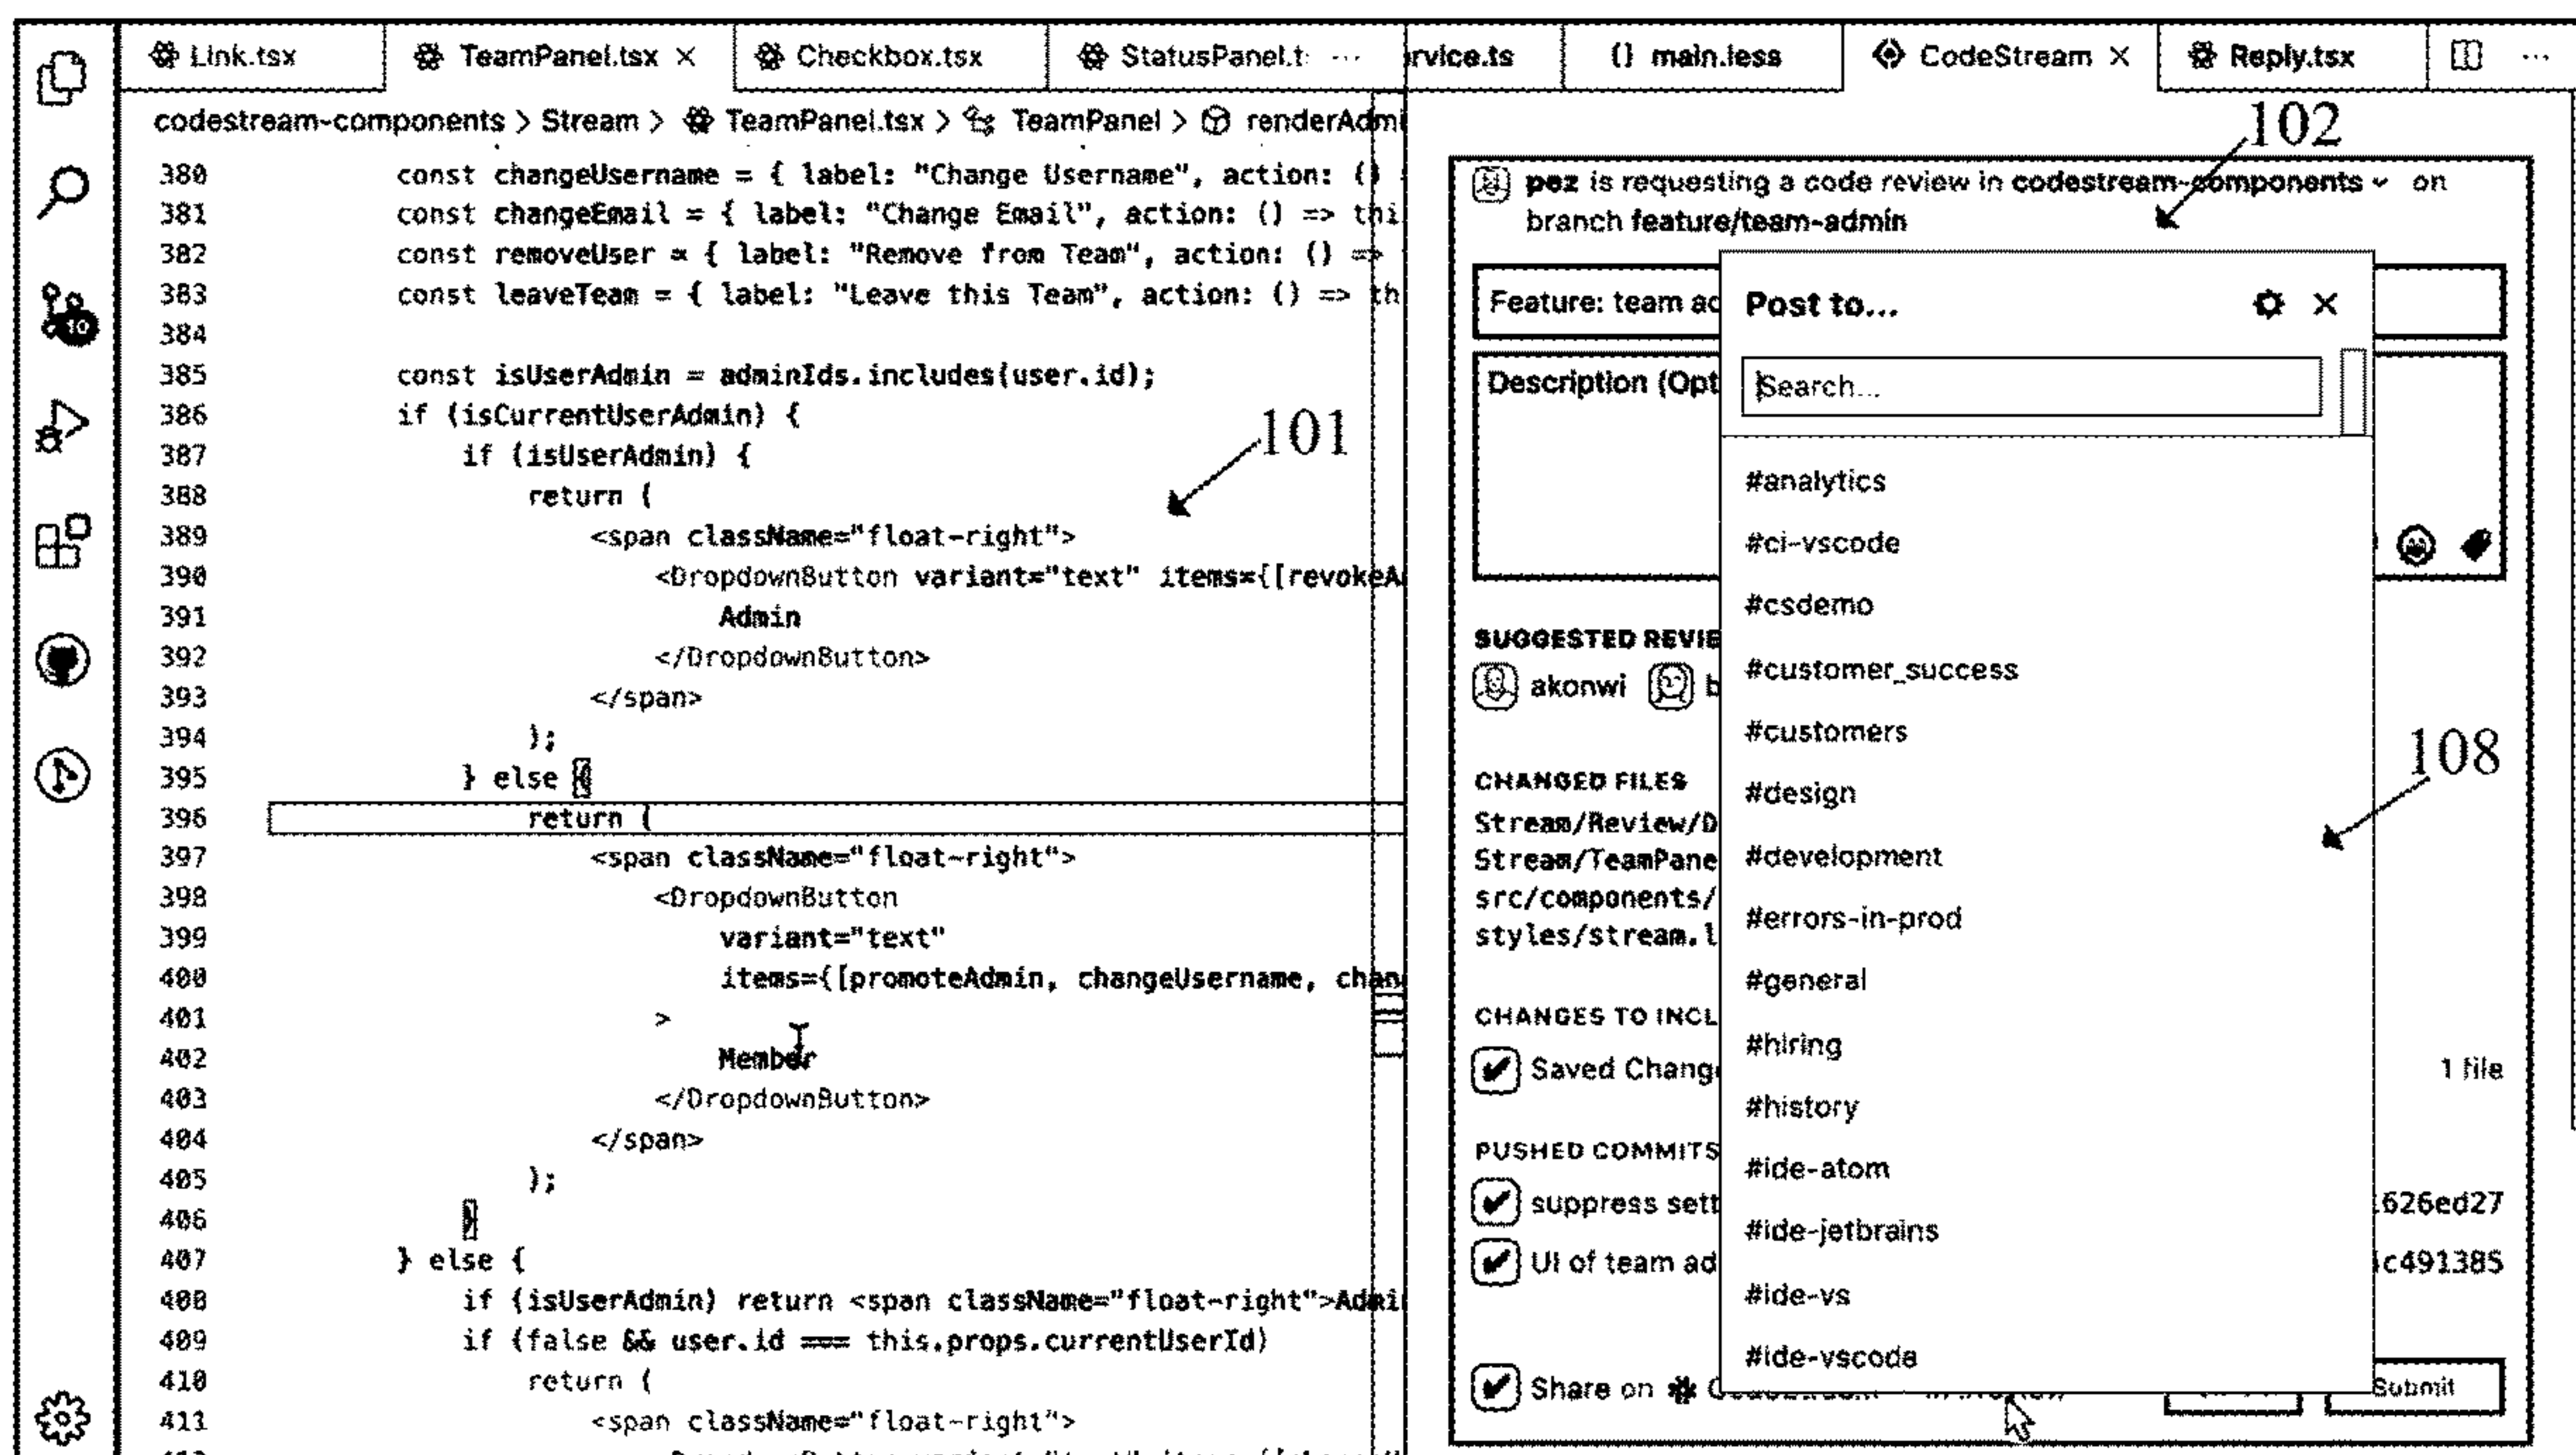 Link.tsx TeamPanel.tsx × Checkbox.tsx StatusPanel.t ...
codestream-components > Stream > TeamPanel.tsx > TeamPanel > renderAdm
380 const changeUsername = { label: "Change Username", action: ()
381 const changeEmail = { label: "Change Email", action: () => thi
382 const removeUser = { label: "Remove from Team", action: () =>
383 const leaveTeam = { label: "Leave this Team", action: () => th
384
385 const isUserAdmin = adminIds.includes(user.id);
386 if (isCurrentUserAdmin) {
387 if (isUserAdmin) {
388 return (
389 <span className="float-right">
390 <DropdownButton variant="text" items={[revokeA
391 Admin
392 </DropdownButton>
393 </span>
394 );
395 } else {
396 return (
397 <span className="float-right">
398 <DropdownButton
399 variant="text"
400 items={[promoteAdmin, changeUsername, chan
401 >
402 Member
403 </DropdownButton>
404 </span>
405 );
406 }
407 } else {
408 if (isUserAdmin) return <span className="float-right">Admi
409 if (false && user.id === this.props.currentUserId)
410 return (
411 <span className="float-right">
101
10
rvice.ts {} main.less CodeStream × Reply.tsx ...
102
pez is requesting a code review in codestream-components on
branch feature/team-admin
Feature: team ad
Description (Opt
SUGGESTED REVIE
akonwi b
CHANGED FILES
Stream/Review/D
Stream/TeamPane
src/components/
styles/stream.l
CHANGES TO INCL
Saved Chang 1 file
PUSHED COMMITS
suppress sett 626ed27
UI of team ad c491385
Share on
Submit
Post to... ×
Search...
#analytics
#ci-vscode
#csdemo
#customer_success
#customers
#design
#development
#errors-in-prod
#general
#hiring
#history
#ide-atom
#ide-jetbrains
#ide-vs
#ide-vscode
108